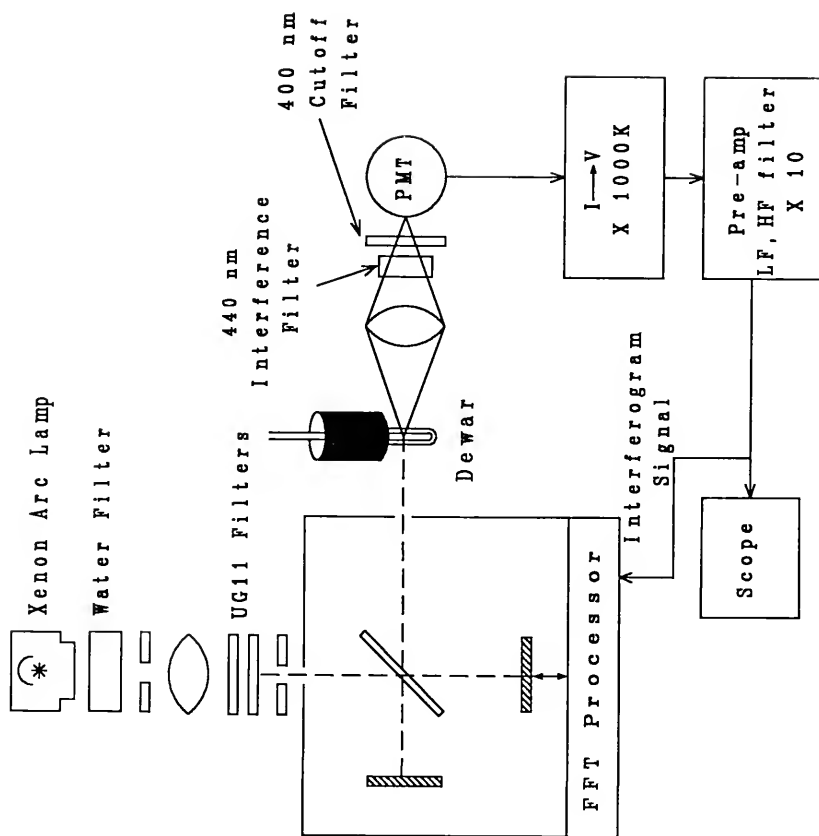 Xenon Arc Lamp
Water Filter
UG11 Filters
Dewar
440 nm
Interference
Filter
400 nm
Cutoff
Filter
PMT
I→V
X 1000K
Pre-amp
LF, HF filter
X 10
Interferogram
Signal
Scope
FFT Processor